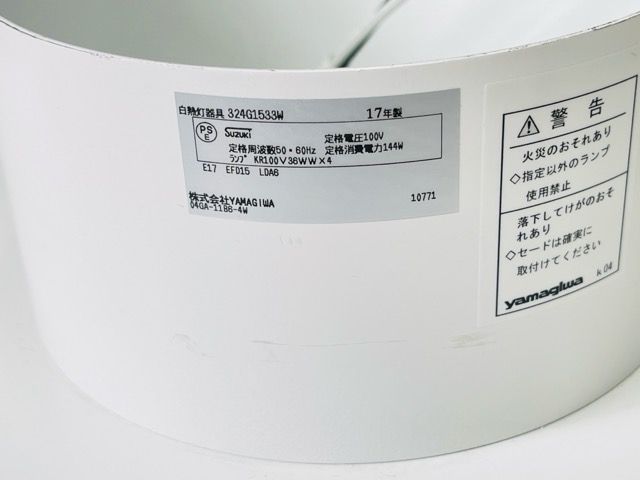 白熱灯器具 324G1533W 17年製
PS
E
SUZUKI 定格電圧100V
定格周波数50・60Hz 定格消費電力144W
ランプ KR100V36WW×4
E17 EFD15 LDA6
株式会社YAMAGIWA 10771
04GA-1186-4W
警告
火災のおそれあり
◇指定以外のランプ
使用禁止
落下してけがのおそ
れあり
◇セードは確実に
取付けてください
yamagiwa K04